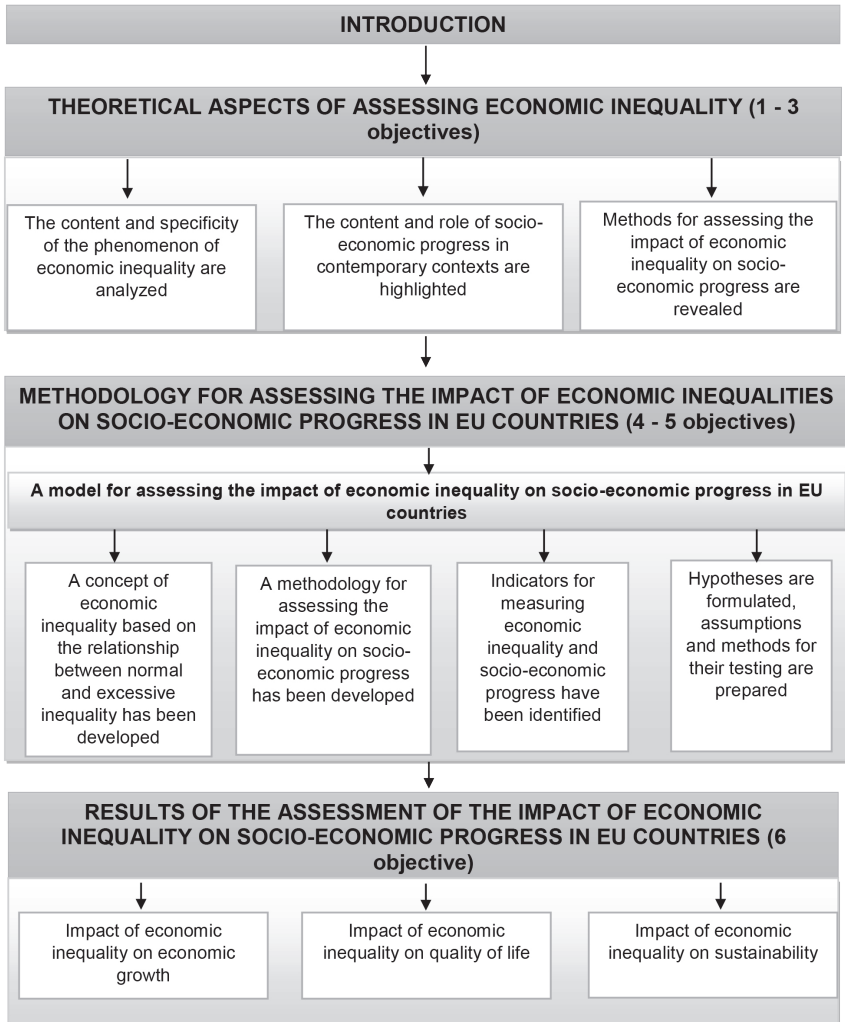 INTRODUCTION
THEORETICAL ASPECTS OF ASSESSING ECONOMIC INEQUALITY (1 - 3
objectives)
The content and specificity
of the phenomenon of
economic inequality are
analyzed
The content and role of socio-
economic progress in
contemporary contexts are
highlighted
Methods for assessing the
impact of economic
inequality on socio-
economic progress are
revealed
METHODOLOGY FOR ASSESSING THE IMPACT OF ECONOMIC INEQUALITIES
ON SOCIO-ECONOMIC PROGRESS IN EU COUNTRIES (4 - 5 objectives)
A model for assessing the impact of economic inequality on socio-economic progress in EU
countries
A concept of
economic
inequality based on
the relationship
between normal
and excessive
inequality has been
developed
A methodology for
assessing the
impact of economic
inequality on socio-
economic progress
has been developed
Indicators for
measuring
economic
inequality and
socio-economic
progress have
been identified
Hypotheses are
formulated,
assumptions
and methods for
their testing are
prepared
RESULTS OF THE ASSESSMENT OF THE IMPACT OF ECONOMIC
INEQUALITY ON SOCIO-ECONOMIC PROGRESS IN EU COUNTRIES (6
objective)
Impact of economic
inequality on economic
growth
Impact of economic
inequality on quality of life
Impact of economic
inequality on sustainability